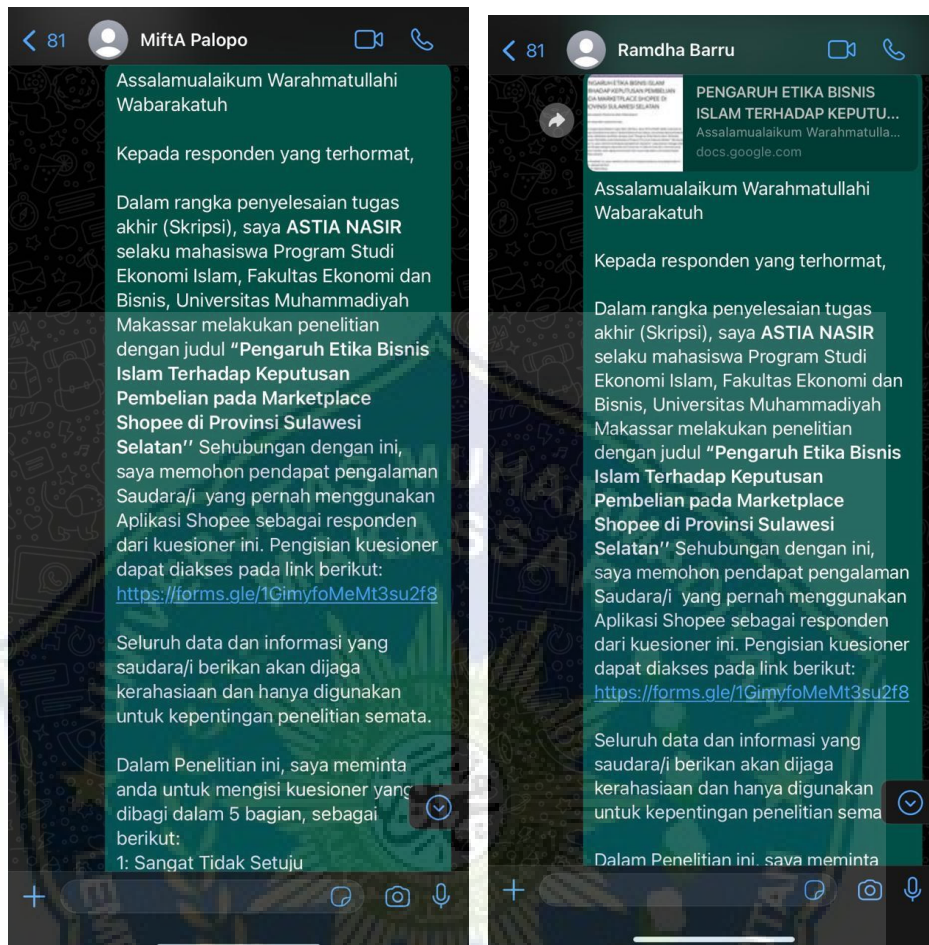 81 MiftA Palopo
Assalamualaikum Warahmatullahi
Wabarakatuh
Kepada responden yang terhormat,
Dalam rangka penyelesaian tugas
akhir (Skripsi), saya ASTIA NASIR
selaku mahasiswa Program Studi
Ekonomi Islam, Fakultas Ekonomi dan
Bisnis, Universitas Muhammadiyah
Makassar melakukan penelitian
dengan judul “Pengaruh Etika Bisnis
Islam Terhadap Keputusan
Pembelian pada Marketplace
Shopee di Provinsi Sulawesi
Selatan’’ Sehubungan dengan ini,
saya memohon pendapat pengalaman
Saudara/i yang pernah menggunakan
Aplikasi Shopee sebagai responden
dari kuesioner ini. Pengisian kuesioner
dapat diakses pada link berikut:
https://forms.gle/1GimyfoMeMt3su2f8
Seluruh data dan informasi yang
saudara/i berikan akan dijaga
kerahasiaan dan hanya digunakan
untuk kepentingan penelitian semata.
Dalam Penelitian ini, saya meminta
anda untuk mengisi kuesioner yang
dibagi dalam 5 bagian, sebagai
berikut:
1: Sangat Tidak Setuju
81 Ramdha Barru
PENGARUH ETIKA BISNIS
ISLAM TERHADAP KEPUTU...
Assalamualaikum Warahmatulla...
docs.google.com
Assalamualaikum Warahmatullahi
Wabarakatuh
Kepada responden yang terhormat,
Dalam rangka penyelesaian tugas
akhir (Skripsi), saya ASTIA NASIR
selaku mahasiswa Program Studi
Ekonomi Islam, Fakultas Ekonomi dan
Bisnis, Universitas Muhammadiyah
Makassar melakukan penelitian
dengan judul “Pengaruh Etika Bisnis
Islam Terhadap Keputusan
Pembelian pada Marketplace
Shopee di Provinsi Sulawesi
Selatan’’ Sehubungan dengan ini,
saya memohon pendapat pengalaman
Saudara/i yang pernah menggunakan
Aplikasi Shopee sebagai responden
dari kuesioner ini. Pengisian kuesioner
dapat diakses pada link berikut:
https://forms.gle/1GimyfoMeMt3su2f8
Seluruh data dan informasi yang
saudara/i berikan akan dijaga
kerahasiaan dan hanya digunakan
untuk kepentingan penelitian sema
Dalam Penelitian ini, saya meminta